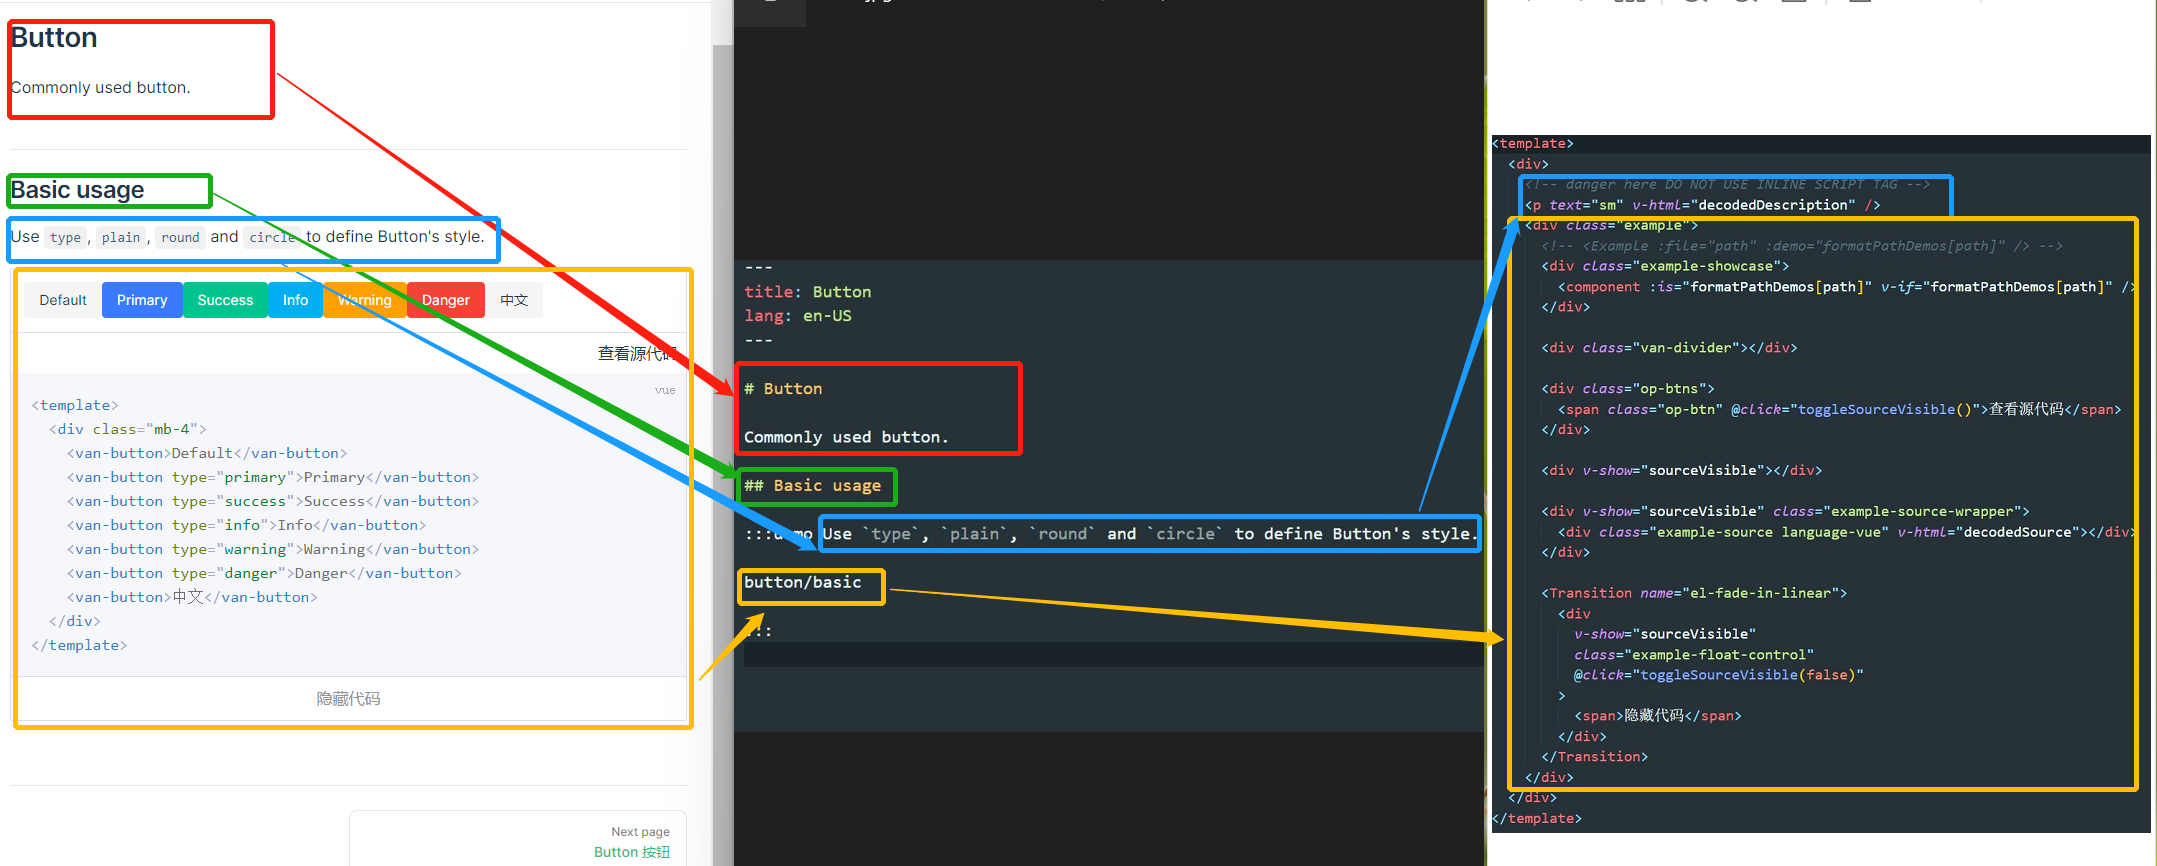 Button
Commonly used button.
Basic usage
Use type, plain, round and circle to define Button's style.
Default Primary Success Info Warning Danger 中文
查看源代码
vue
<template>
  <div class="mb-4">
    <van-button>Default</van-button>
    <van-button type="primary">Primary</van-button>
    <van-button type="success">Success</van-button>
    <van-button type="info">Info</van-button>
    <van-button type="warning">Warning</van-button>
    <van-button type="danger">Danger</van-button>
    <van-button>中文</van-button>
  </div>
</template>
隐藏代码
Next page
Button 按钮
---
title: Button
lang: en-US
---
# Button
Commonly used button.
## Basic usage
:::demo Use `type`, `plain`, `round` and `circle` to define Button's style.
button/basic
:::
<template>
  <div>
    <!-- danger here DO NOT USE INLINE SCRIPT TAG -->
    <p text="sm" v-html="decodedDescription" />
    <div class="example">
      <!-- <Example :file="path" :demo="formatPathDemos[path]" /> -->
      <div class="example-showcase">
        <component :is="formatPathDemos[path]" v-if="formatPathDemos[path]" />
      </div>
      <div class="van-divider"></div>
      <div class="op-btns">
        <span class="op-btn" @click="toggleSourceVisible()">查看源代码</span>
      </div>
      <div v-show="sourceVisible"></div>
      <div v-show="sourceVisible" class="example-source-wrapper">
        <div class="example-source language-vue" v-html="decodedSource"></div>
      </div>
      <Transition name="el-fade-in-linear">
        <div
          v-show="sourceVisible"
          class="example-float-control"
          @click="toggleSourceVisible(false)"
        >
          <span>隐藏代码</span>
        </div>
      </Transition>
    </div>
  </div>
</template>